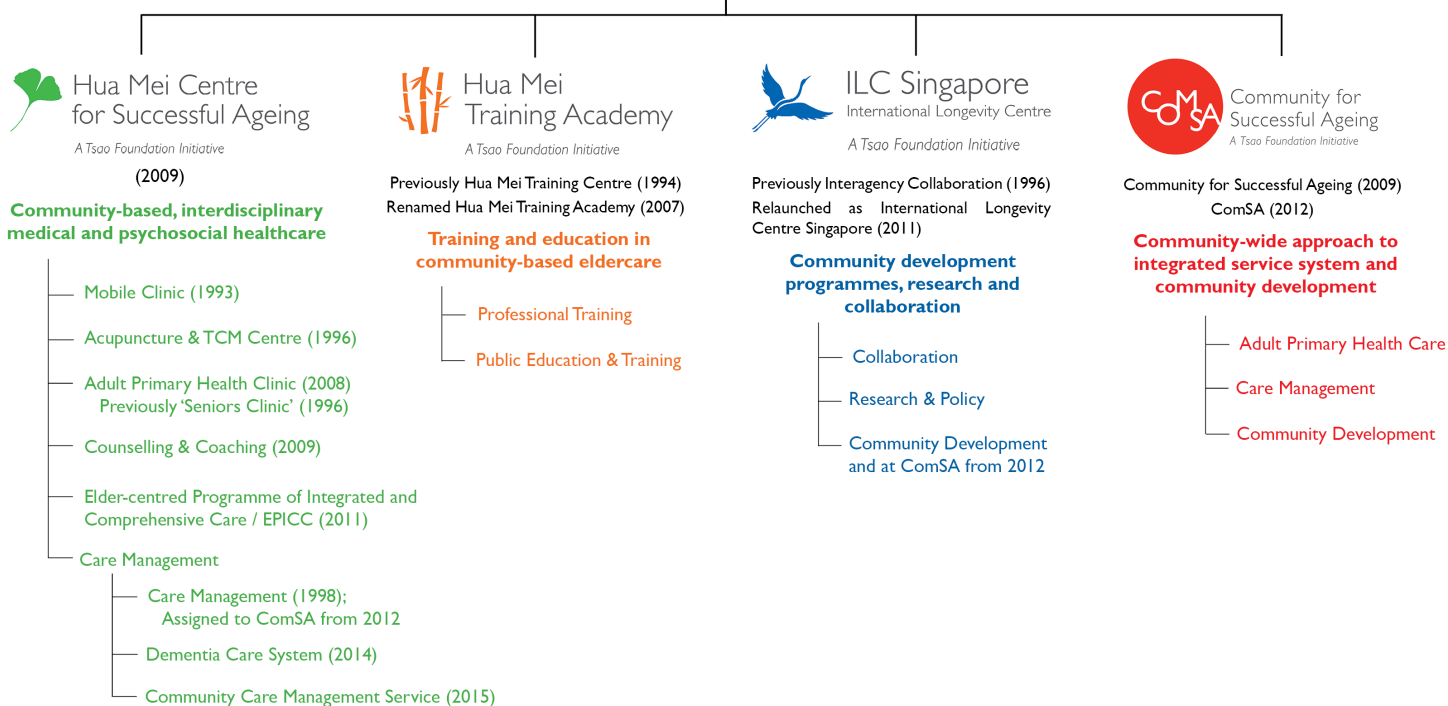 Hua Mei Centre
for Successful Ageing
A Tsao Foundation Initiative
(2009)
Community-based, interdisciplinary
medical and psychosocial healthcare
Mobile Clinic (1993)
Acupuncture & TCM Centre (1996)
Adult Primary Health Clinic (2008)
Previously ‘Seniors Clinic’ (1996)
Counselling & Coaching (2009)
Elder-centred Programme of Integrated and
Comprehensive Care / EPICC (2011)
Care Management
Care Management (1998);
Assigned to ComSA from 2012
Dementia Care System (2014)
Community Care Management Service (2015)
Hua Mei
Training Academy
A Tsao Foundation Initiative
Previously Hua Mei Training Centre (1994)
Renamed Hua Mei Training Academy (2007)
Training and education in
community-based eldercare
Professional Training
Public Education & Training
ILC Singapore
International Longevity Centre
A Tsao Foundation Initiative
Previously Interagency Collaboration (1996)
Relaunched as International Longevity
Centre Singapore (2011)
Community development
programmes, research and
collaboration
Collaboration
Research & Policy
Community Development
and at ComSA from 2012
COMSA
Community for
Successful Ageing
A Tsao Foundation Initiative
Community for Successful Ageing (2009)
ComSA (2012)
Community-wide approach to
integrated service system and
community development
Adult Primary Health Care
Care Management
Community Development